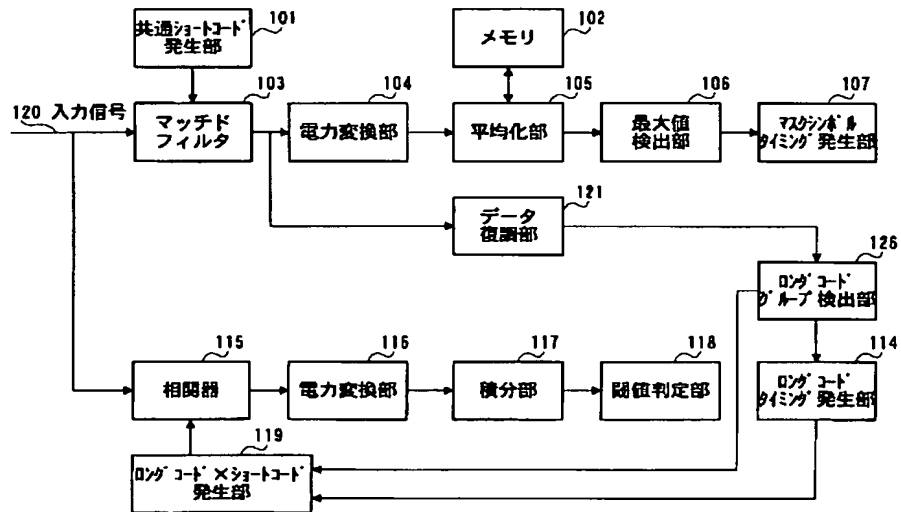 101
共通ショートコード
発生部
102
メモリ
120 入力信号
103
マッチド
フィルタ
104
電力変換部
105
平均化部
106
最大値
検出部
107
マスクシンボル
タイミング発生部
121
データ
復調部
126
ロングコード
グループ検出部
115
相関器
116
電力変換部
117
積分部
118
閾値判定部
114
ロングコード
タイミング発生部
119
ロングコード×ショートコード
発生部